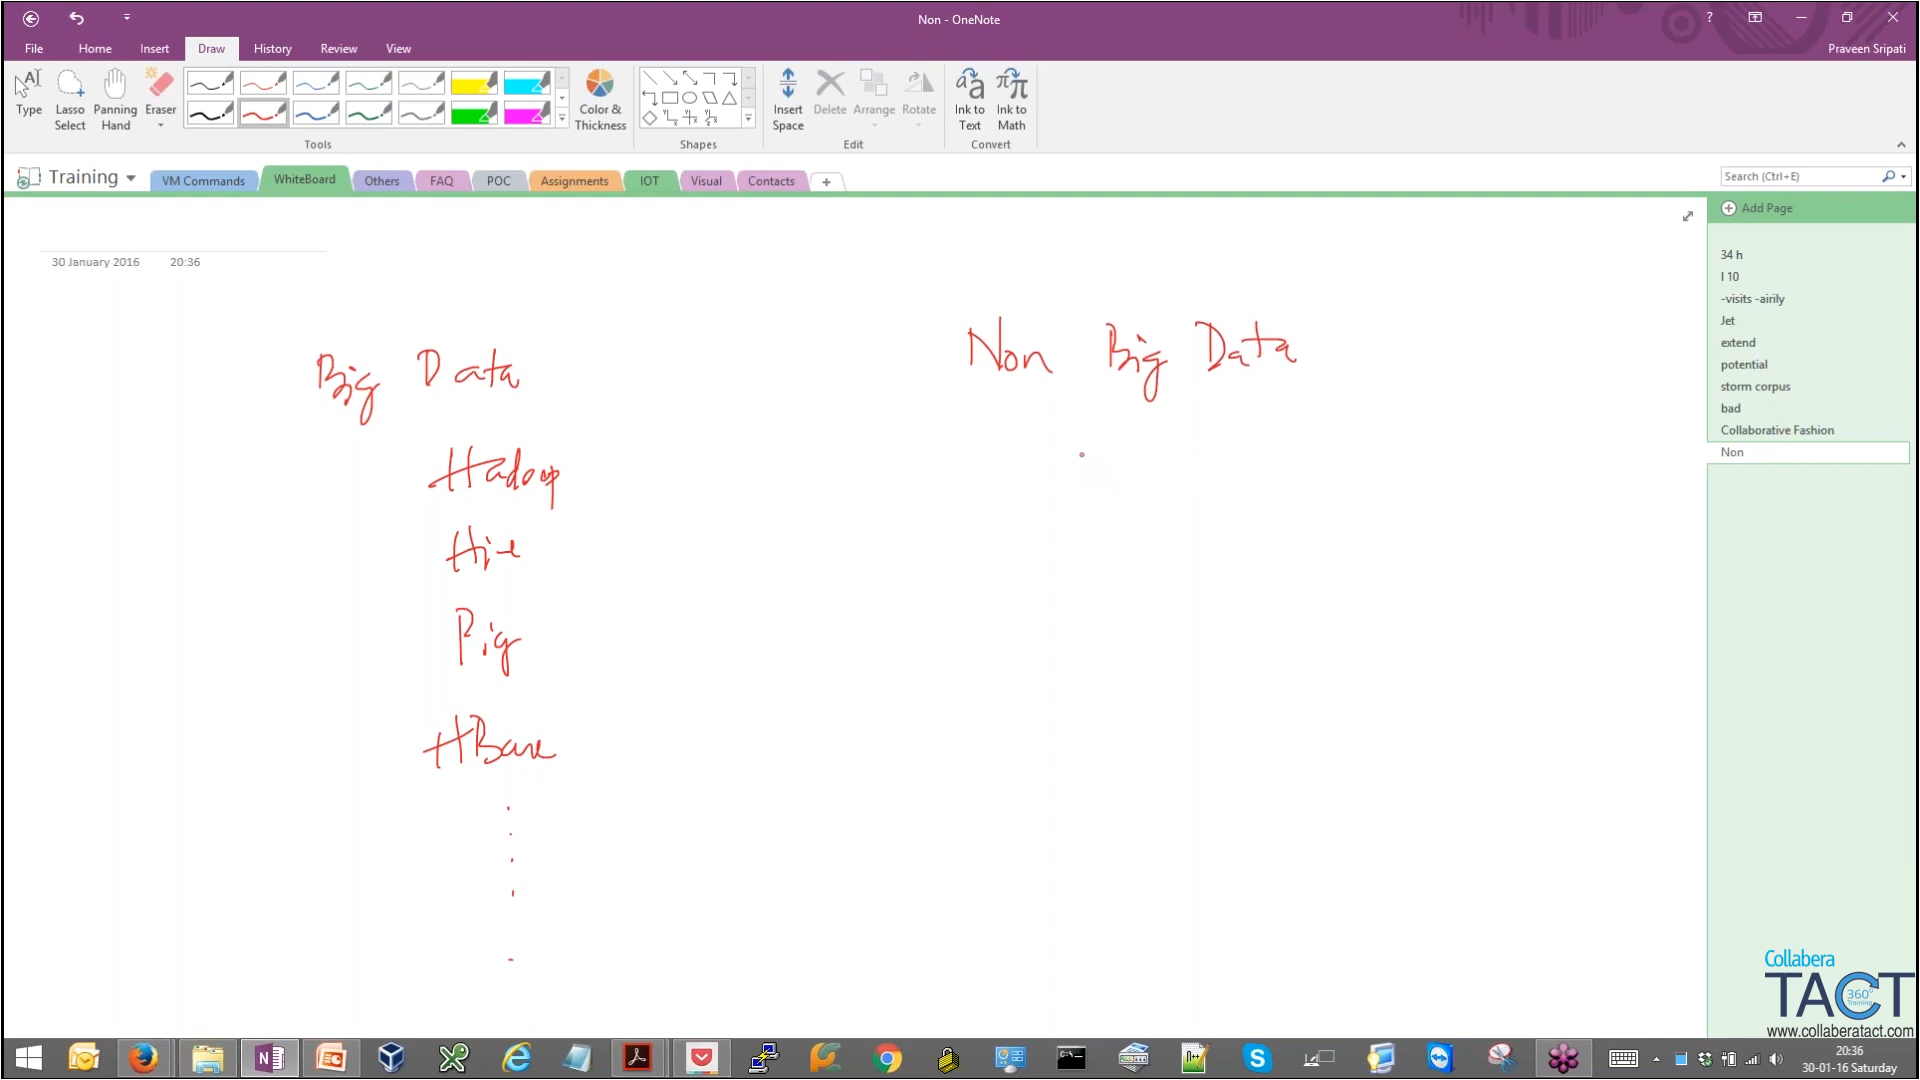 Non - OneNote
?
Praveen Sripati
File Home Insert Draw History Review View
Type
Lasso Select
Panning Hand
Eraser
Color & Thickness
Insert Space
Delete
Arrange
Rotate
Ink to Text
Ink to Math
Tools
Shapes
Edit
Convert
Training
VM Commands WhiteBoard Others FAQ POC Assignments IOT Visual Contacts +
Search (Ctrl+E)
Add Page
30 January 2016 20:36
34 h
I 10
-visits -airily
Jet
extend
potential
storm corpus
bad
Collaborative Fashion
Non
Big Data
Hadoop
Hive
Pig
HBase
Non Big Data
Collabera
TACT
360°
Training
www.collaberatact.com
20:36
30-01-16 Saturday